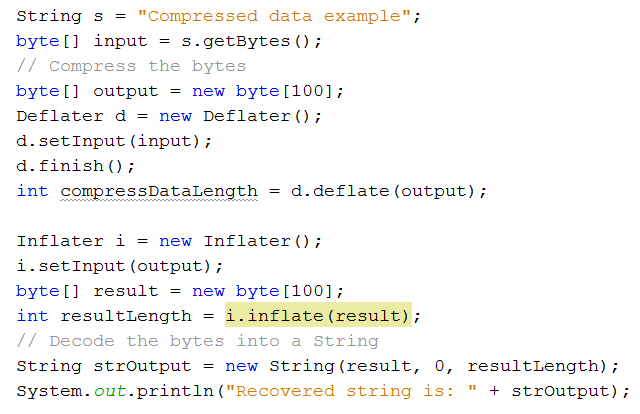 String s = "Compressed data example";
byte[] input = s.getBytes();
// Compress the bytes
byte[] output = new byte[100];
Deflater d = new Deflater();
d.setInput(input);
d.finish();
int compressDataLength = d.deflate(output);
Inflater i = new Inflater();
i.setInput(output);
byte[] result = new byte[100];
int resultLength = i.inflate(result);
// Decode the bytes into a String
String strOutput = new String(result, 0, resultLength);
System.out.println("Recovered string is: " + strOutput);